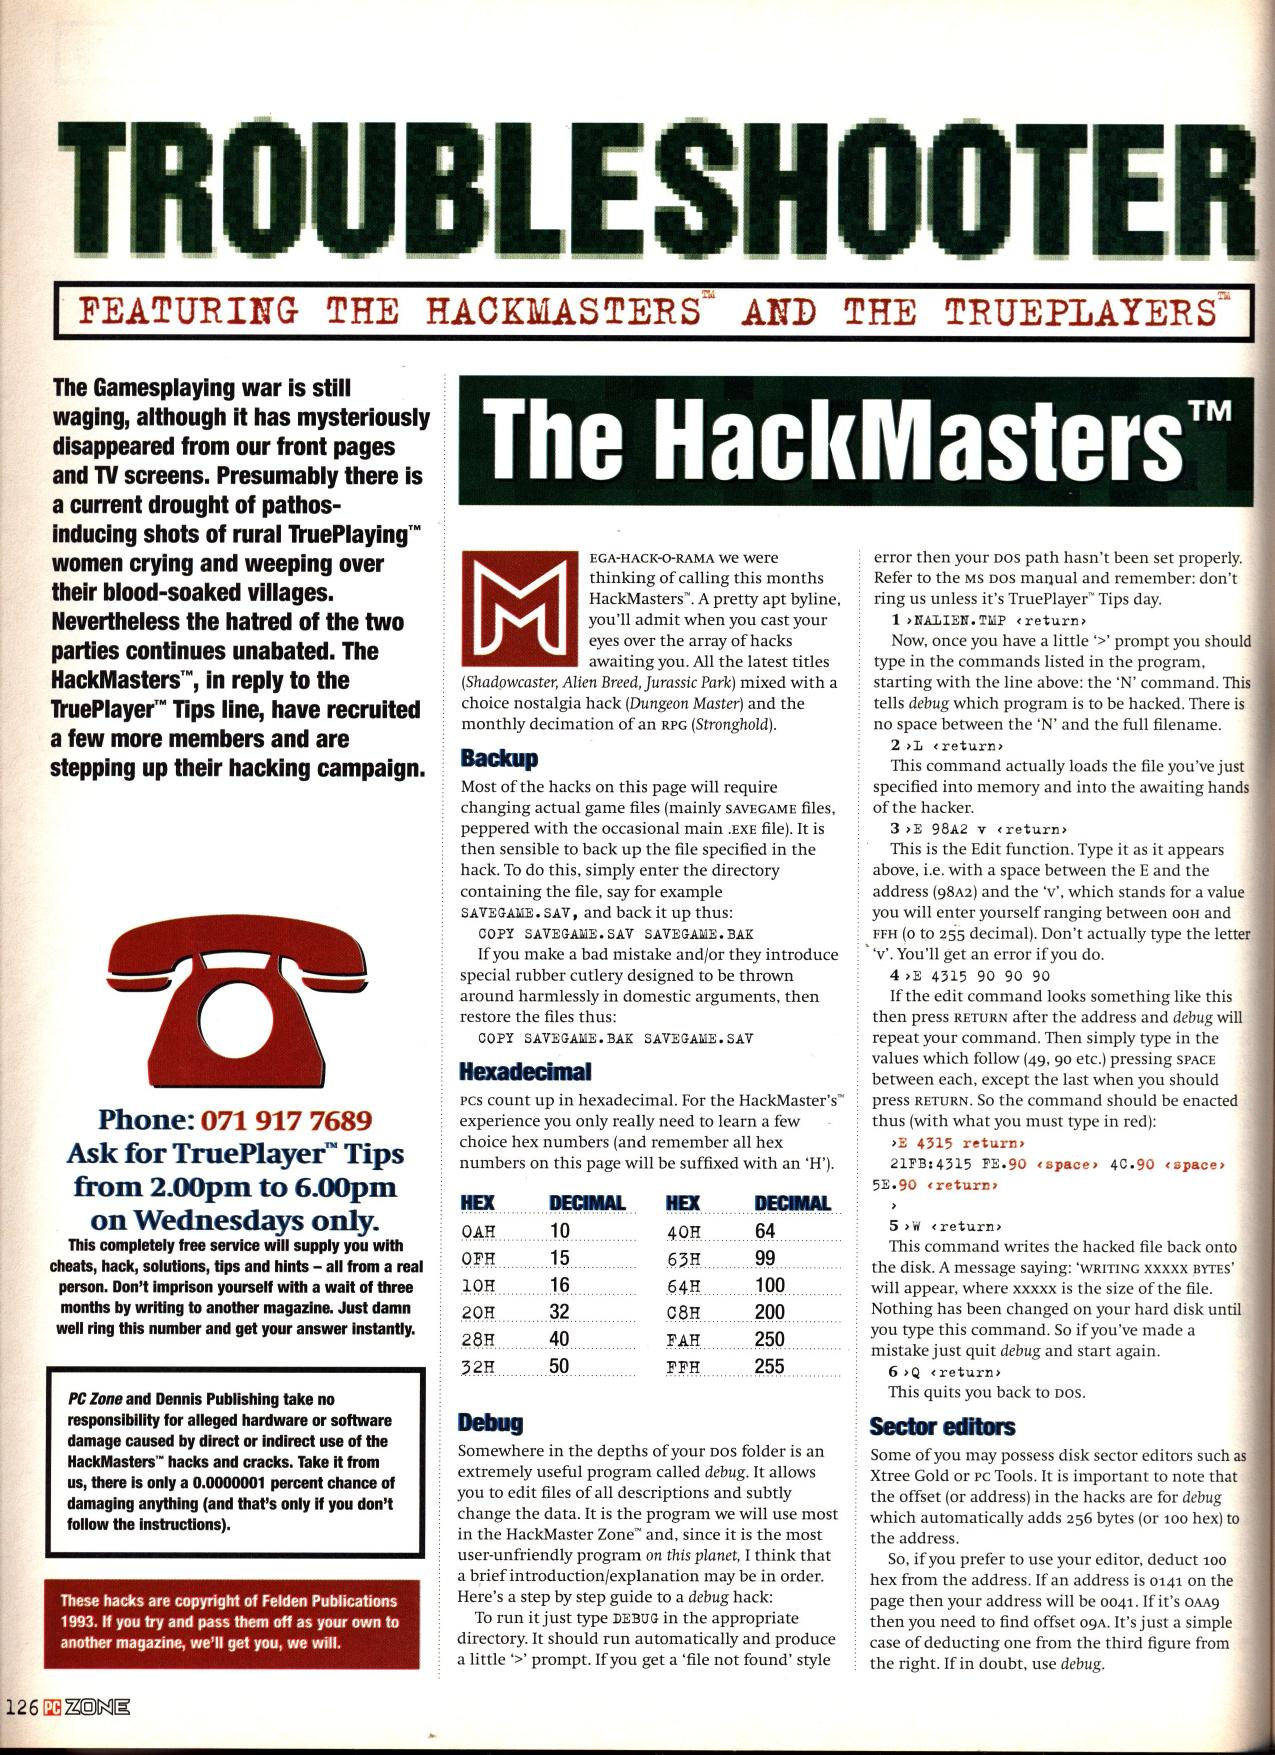 TROUBLESHOOTER
FEATURING THE HACKMASTERS™ AND THE TRUEPLAYERS™
The Gamesplaying war is still
waging, although it has mysteriously
disappeared from our front pages
and TV screens. Presumably there is
a current drought of pathos-
inducing shots of rural TruePlaying™
women crying and weeping over
their blood-soaked villages.
Nevertheless the hatred of the two
parties continues unabated. The
HackMasters™, in reply to the
TruePlayer™ Tips line, have recruited
a few more members and are
stepping up their hacking campaign.
Phone: 071 917 7689
Ask for TruePlayer™ Tips
from 2.00pm to 6.00pm
on Wednesdays only.
This completely free service will supply you with
cheats, hack, solutions, tips and hints – all from a real
person. Don't imprison yourself with a wait of three
months by writing to another magazine. Just damn
well ring this number and get your answer instantly.
PC Zone and Dennis Publishing take no
responsibility for alleged hardware or software
damage caused by direct or indirect use of the
HackMasters™ hacks and cracks. Take it from
us, there is only a 0.0000001 percent chance of
damaging anything (and that's only if you don't
follow the instructions).
These hacks are copyright of Felden Publications
1993. If you try and pass them off as your own to
another magazine, we'll get you, we will.
The HackMasters™
MEGA-HACK-O-RAMA we were
thinking of calling this months
HackMasters™. A pretty apt byline,
you'll admit when you cast your
eyes over the array of hacks
awaiting you. All the latest titles
(Shadowcaster, Alien Breed, Jurassic Park) mixed with a
choice nostalgia hack (Dungeon Master) and the
monthly decimation of an RPG (Stronghold).
Backup
Most of the hacks on this page will require
changing actual game files (mainly SAVEGAME files,
peppered with the occasional main .EXE file). It is
then sensible to back up the file specified in the
hack. To do this, simply enter the directory
containing the file, say for example
SAVEGAME.SAV, and back it up thus:
COPY SAVEGAME.SAV SAVEGAME.BAK
If you make a bad mistake and/or they introduce
special rubber cutlery designed to be thrown
around harmlessly in domestic arguments, then
restore the files thus:
COPY SAVEGAME.BAK SAVEGAME.SAV
Hexadecimal
PCs count up in hexadecimal. For the HackMaster's™
experience you only really need to learn a few
choice hex numbers (and remember all hex
numbers on this page will be suffixed with an 'H').
HEX DECIMAL HEX DECIMAL
0AH 10 40H 64
0FH 15 63H 99
10H 16 64H 100
20H 32 C8H 200
28H 40 FAH 250
32H 50 FFH 255
Debug
Somewhere in the depths of your DOS folder is an
extremely useful program called debug. It allows
you to edit files of all descriptions and subtly
change the data. It is the program we will use most
in the HackMaster Zone™ and, since it is the most
user-unfriendly program on this planet, I think that
a brief introduction/explanation may be in order.
Here's a step by step guide to a debug hack:
To run it just type DEBUG in the appropriate
directory. It should run automatically and produce
a little '>' prompt. If you get a 'file not found' style
error then your DOS path hasn't been set properly.
Refer to the MS DOS manual and remember: don't
ring us unless it's TruePlayer™ Tips day.
1 >NALIEN.TMP <return>
Now, once you have a little '>' prompt you should
type in the commands listed in the program,
starting with the line above: the 'N' command. This
tells debug which program is to be hacked. There is
no space between the 'N' and the full filename.
2 >L <return>
This command actually loads the file you've just
specified into memory and into the awaiting hands
of the hacker.
3 >E 98A2 v <return>
This is the Edit function. Type it as it appears
above, i.e. with a space between the E and the
address (98A2) and the 'v', which stands for a value
you will enter yourself ranging between 00H and
FFH (0 to 255 decimal). Don't actually type the letter
'v'. You'll get an error if you do.
4 >E 4315 90 90 90
If the edit command looks something like this
then press RETURN after the address and debug will
repeat your command. Then simply type in the
values which follow (49, 90 etc.) pressing SPACE
between each, except the last when you should
press RETURN. So the command should be enacted
thus (with what you must type in red):
>E 4315 return>
21FB:4315 FE.90 <space> 4C.90 <space>
5E.90 <return>
>
5 >W <return>
This command writes the hacked file back onto
the disk. A message saying: 'WRITING XXXXX BYTES'
will appear, where xxxxx is the size of the file.
Nothing has been changed on your hard disk until
you type this command. So if you've made a
mistake just quit debug and start again.
6 >Q <return>
This quits you back to DOS.
Sector editors
Some of you may possess disk sector editors such as
Xtree Gold or PC Tools. It is important to note that
the offset (or address) in the hacks are for debug
which automatically adds 256 bytes (or 100 hex) to
the address.
So, if you prefer to use your editor, deduct 100
hex from the address. If an address is 0141 on the
page then your address will be 0041. If it's 0AA9
then you need to find offset 09A. It's just a simple
case of deducting one from the third figure from
the right. If in doubt, use debug.
126 PC ZONE